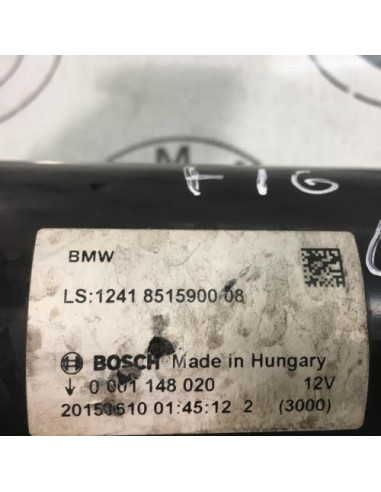 M
F16
BMW
LS:1241 8515900 08
BOSCH Made in Hungary
↓ 0 001 148 020 12V
20150610 01:45:12 2 (3000)